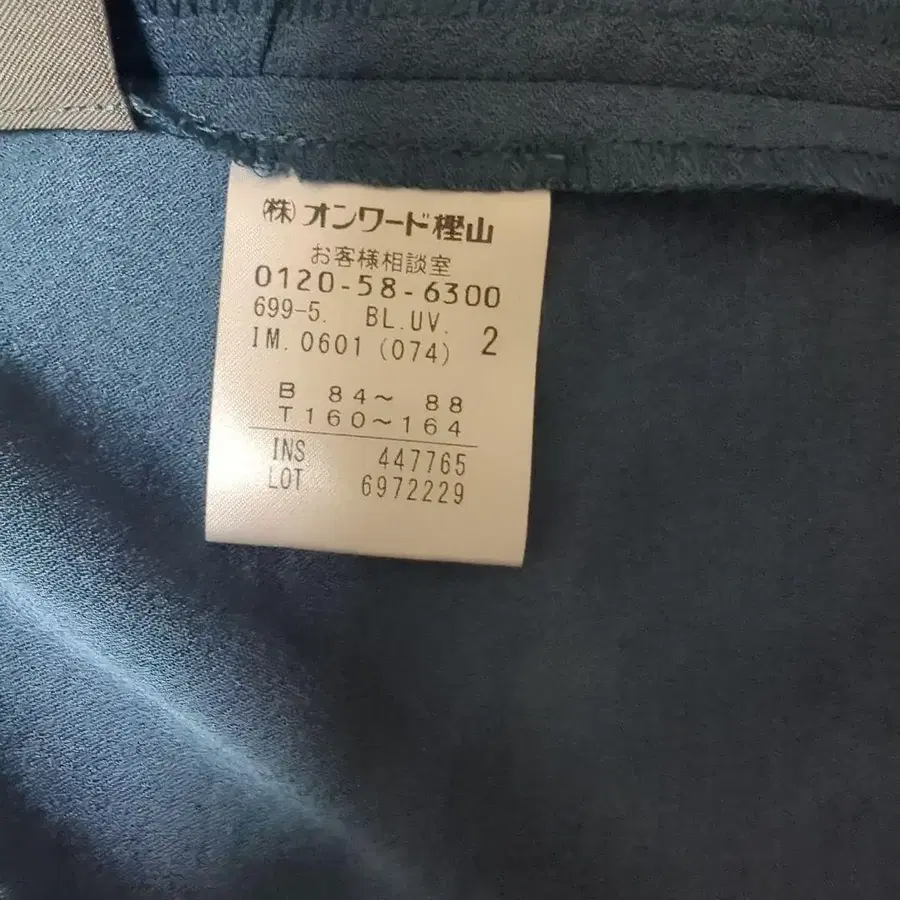 ㈱オンワード樫山
お客様相談室
0120-58-6300
699-5. BL.UV. 2
IM.0601(074)
B 84〜 88
T160〜164
INS 447765
LOT 6972229